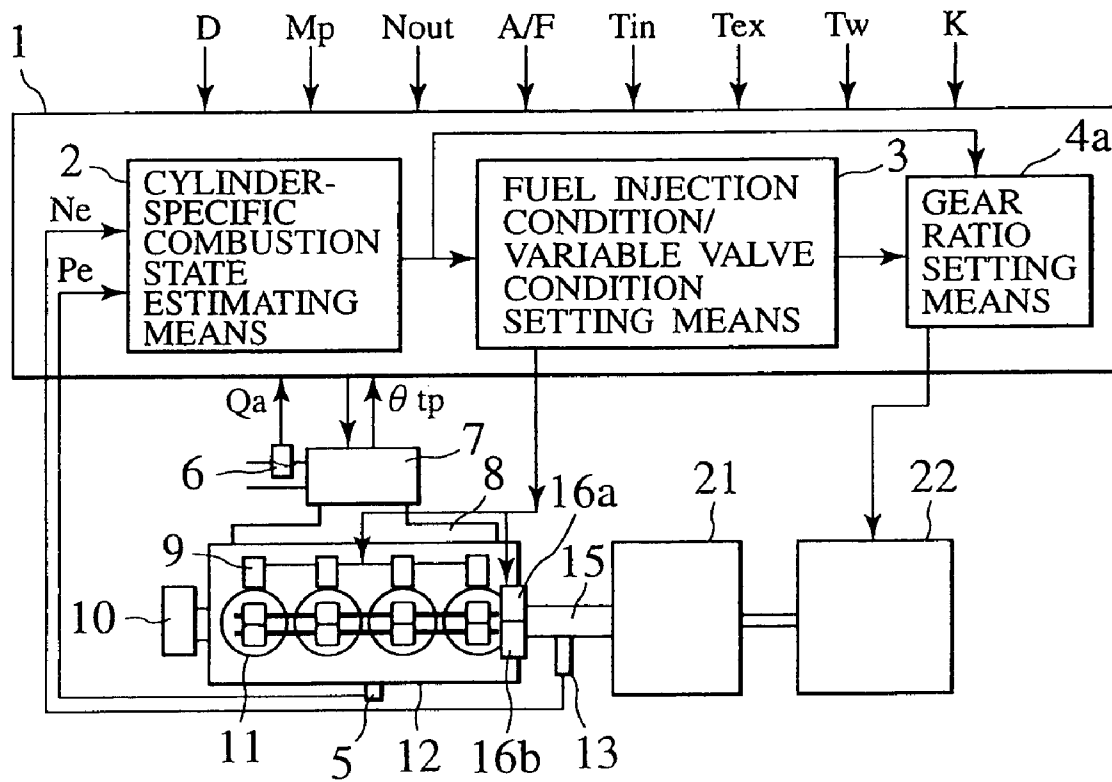 D Mp Nout A/F Tin Tex Tw K
1
2
3
4a
Ne
Pe
CYLINDER-
SPECIFIC
COMBUSTION
STATE
ESTIMATING
MEANS
FUEL INJECTION
CONDITION/
VARIABLE VALVE
CONDITION
SETTING MEANS
GEAR
RATIO
SETTING
MEANS
Qa
θ tp
6
7
8
16a
21
22
9
15
10
11
5
12
16b
13